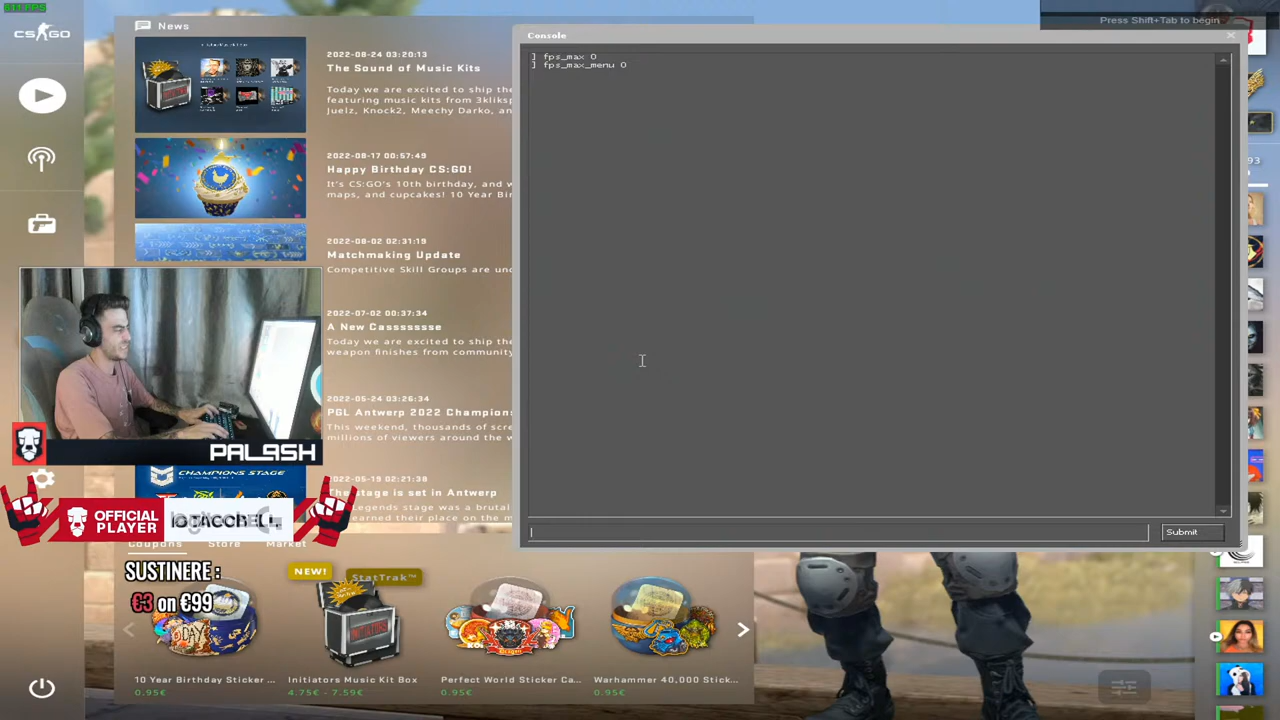 CS:GO
News
Press Shift+Tab to begin
Console
] fps_max 0
] fps_max_menu 0
2022-08-24 03:20:13
The Sound of Music Kits
Today we are excited to ship the
featuring music kits from 3kliksp
Juelz, Knock2, Meechy Darko, an
2022-08-17 00:57:49
Happy Birthday CS:GO!
It's CS:GO's 10th birthday, and w
maps, and cupcakes! 10 Year Bir
2022-08-02 02:31:19
Matchmaking Update
Competitive Skill Groups are und
2022-07-02 00:37:34
A New Casssssse
Today we are excited to ship the
weapon finishes from community
2022-05-24 03:26:34
PGL Antwerp 2022 Champions
This weekend, thousands of scre
millions of viewers around the w
2022-05-19 02:21:38
The stage is set in Antwerp
Legends stage was a brutal
earned their place on the m
CHAMPIONS STAGE
PAL9SH
OFFICIAL
PLAYER
Submit
Coupons
Store
Market
SUSTINERE :
€3 on €99
NEW!
StatTrak™
INITIATORS
10 Year Birthday Sticker ...
0.95€
Initiators Music Kit Box
4.75€ - 7.59€
Perfect World Sticker Ca...
0.95€
Warhammer 40,000 Stick...
0.95€